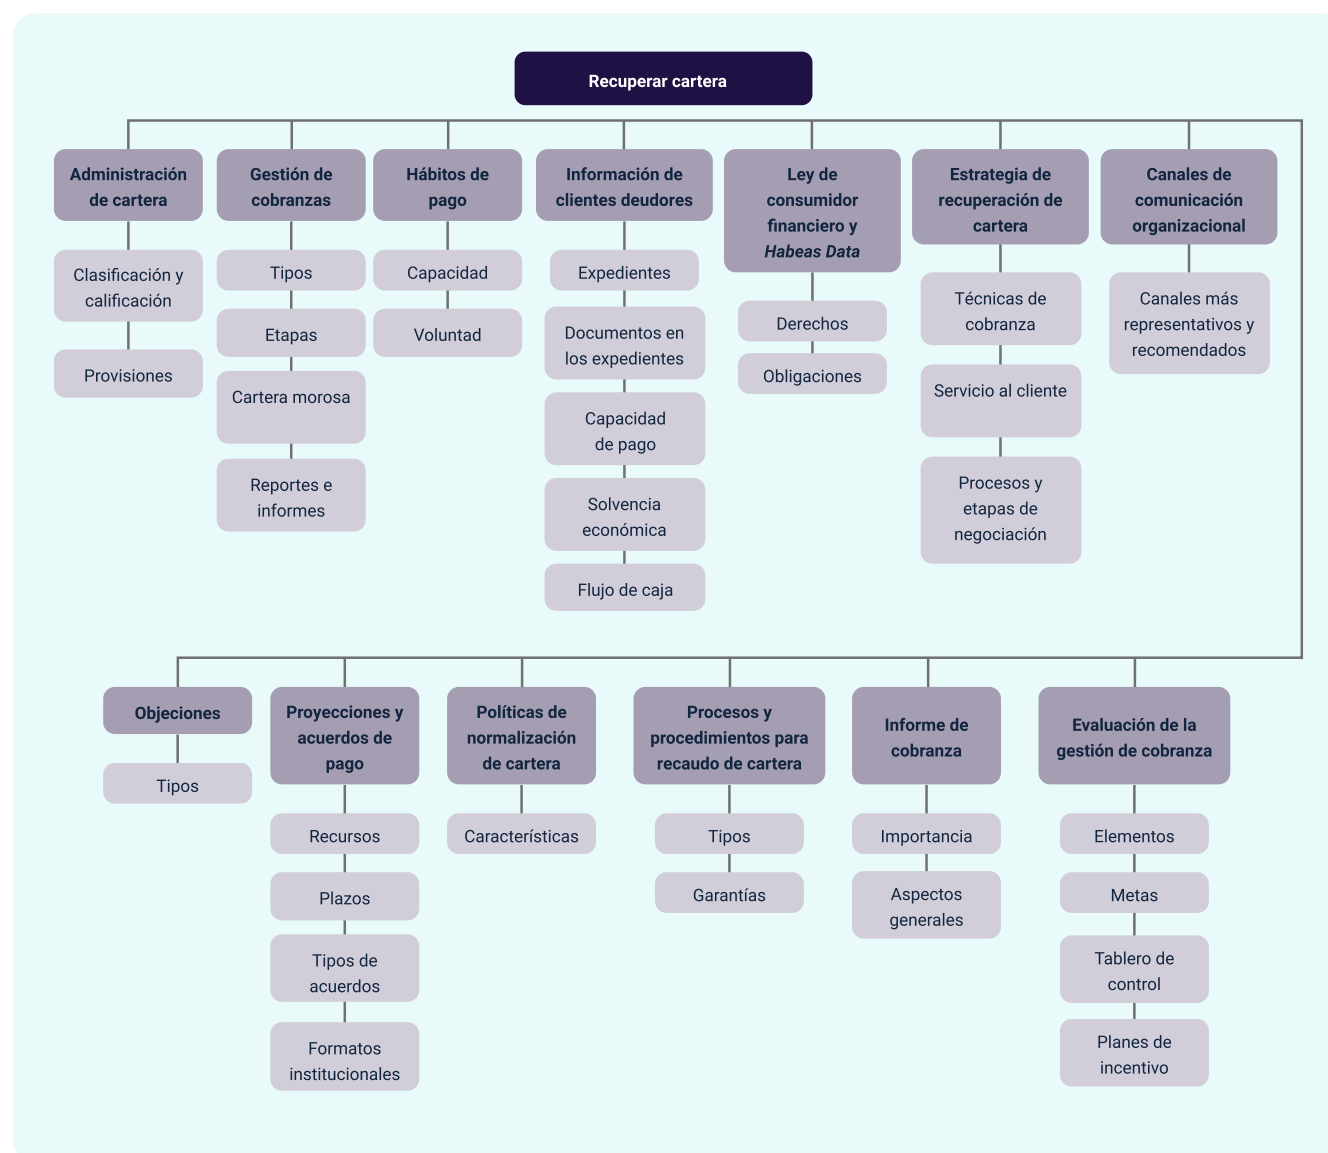 Recuperar cartera
Administración
de cartera
Clasificación y
calificación
Provisiones
Gestión de
cobranzas
Tipos
Etapas
Cartera morosa
Reportes e
informes
Hábitos de
pago
Capacidad
Voluntad
Información de
clientes deudores
Expedientes
Documentos en
los expedientes
Capacidad
de pago
Solvencia
económica
Flujo de caja
Ley de
consumidor
financiero y
Habeas Data
Derechos
Obligaciones
Estrategia de
recuperación de
cartera
Técnicas de
cobranza
Servicio al cliente
Procesos y
etapas de
negociación
Canales de
comunicación
organizacional
Canales más
representativos y
recomendados
Objeciones
Tipos
Proyecciones y
acuerdos de
pago
Recursos
Plazos
Tipos de
acuerdos
Formatos
institucionales
Políticas de
normalización
de cartera
Características
Procesos y
procedimientos para
recaudo de cartera
Tipos
Garantías
Informe de
cobranza
Importancia
Aspectos
generales
Evaluación de la
gestión de cobranza
Elementos
Metas
Tablero de
control
Planes de
incentivo